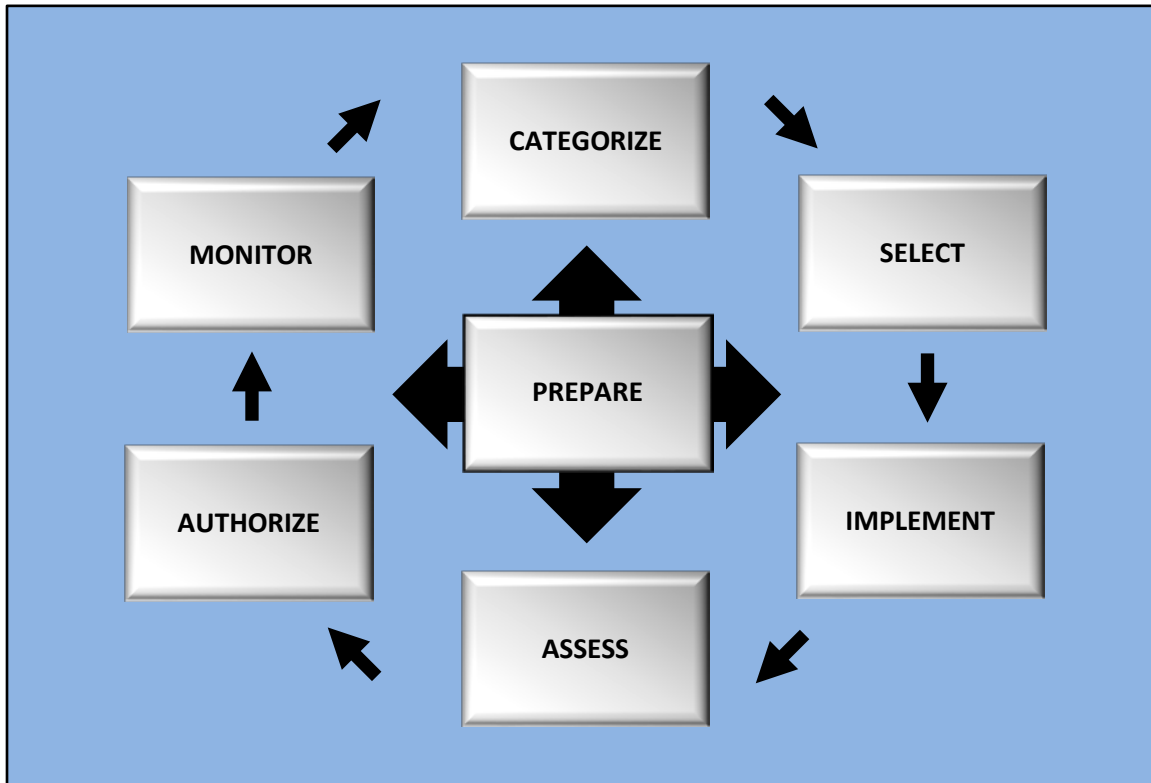 CATEGORIZE
MONITOR
SELECT
PREPARE
AUTHORIZE
IMPLEMENT
ASSESS